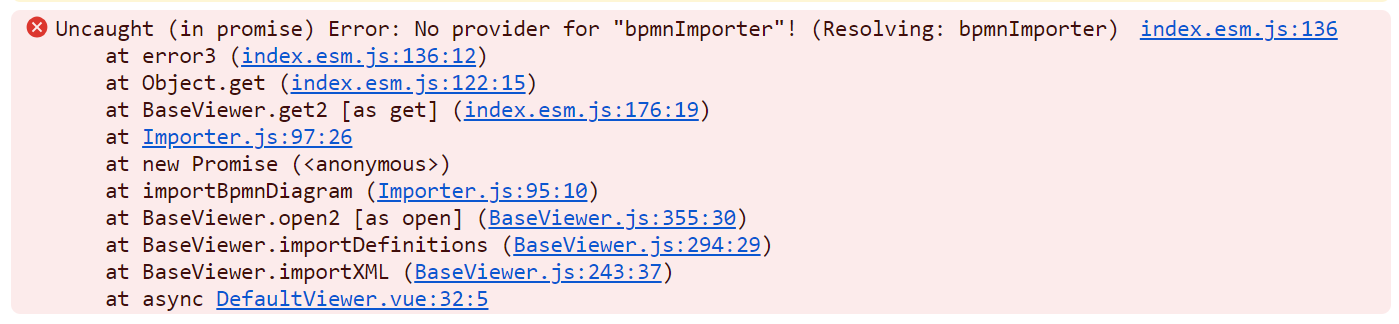 Uncaught (in promise) Error: No provider for "bpmnImporter"! (Resolving: bpmnImporter) index.esm.js:136
at error3 (index.esm.js:136:12)
at Object.get (index.esm.js:122:15)
at BaseViewer.get2 [as get] (index.esm.js:176:19)
at Importer.js:97:26
at new Promise (<anonymous>)
at importBpmnDiagram (Importer.js:95:10)
at BaseViewer.open2 [as open] (BaseViewer.js:355:30)
at BaseViewer.importDefinitions (BaseViewer.js:294:29)
at BaseViewer.importXML (BaseViewer.js:243:37)
at async DefaultViewer.vue:32:5